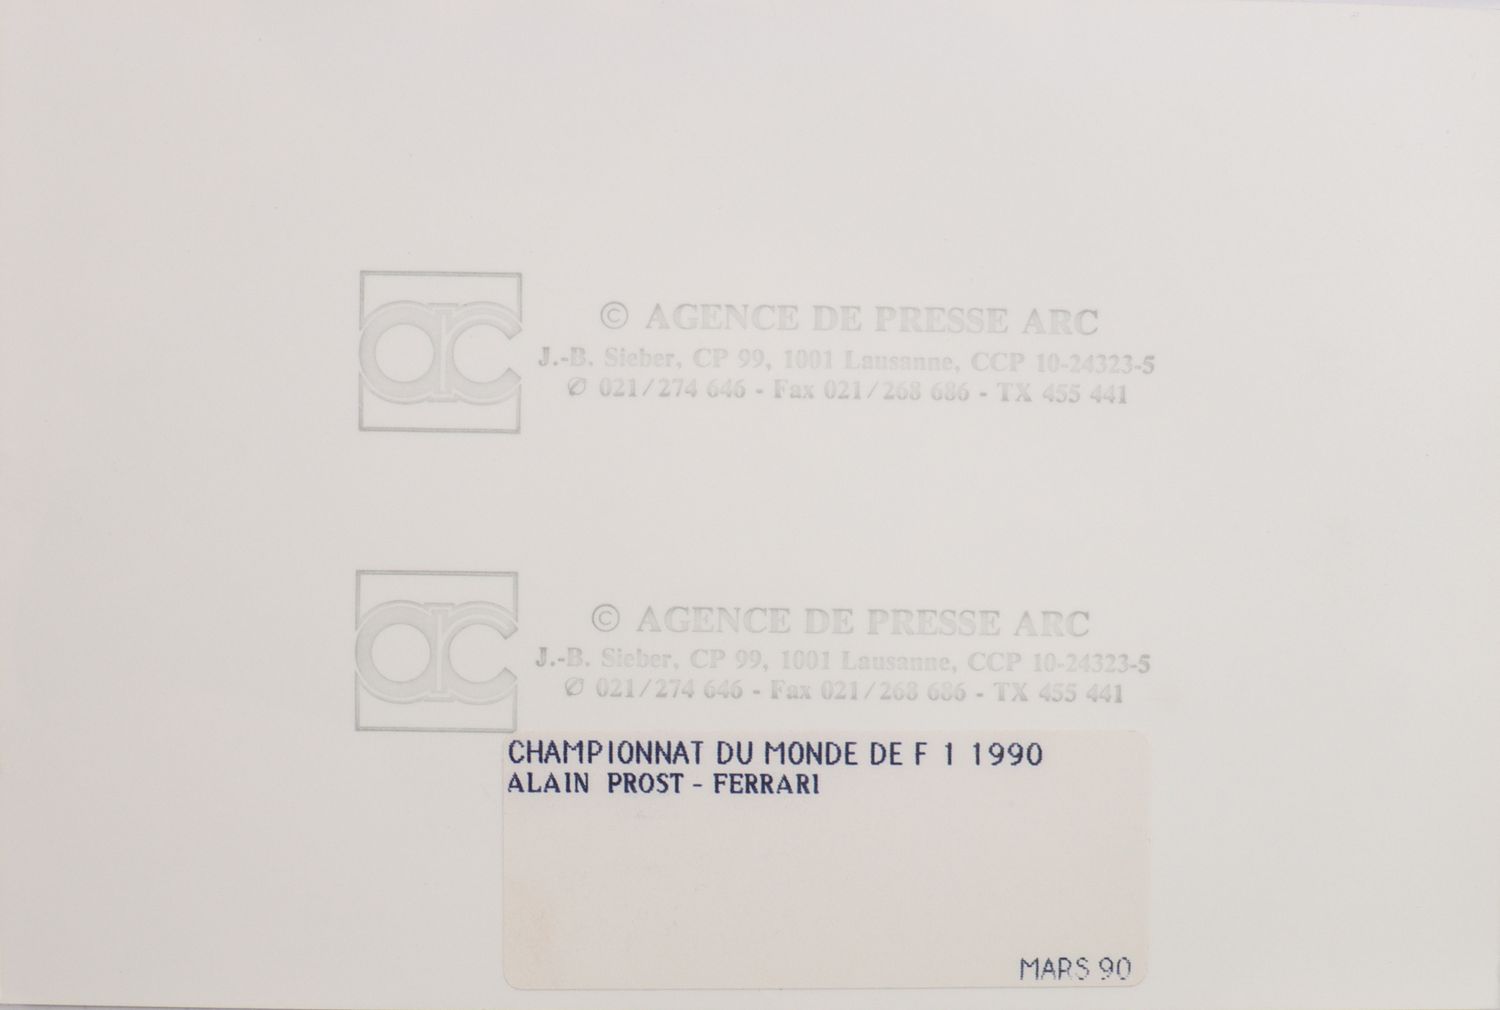 © AGENCE DE PRESSE ARC
J.-B. Sieber, CP 99, 1001 Lausanne, CCP 10-24323-5
✆ 021/274 646 - Fax 021/268 686 - TX 455 441
© AGENCE DE PRESSE ARC
J.-B. Sieber, CP 99, 1001 Lausanne, CCP 10-24323-5
✆ 021/274 646 - Fax 021/268 686 - TX 455 441
CHAMPIONNAT DU MONDE DE F 1 1990
ALAIN PROST - FERRARI
MARS 90